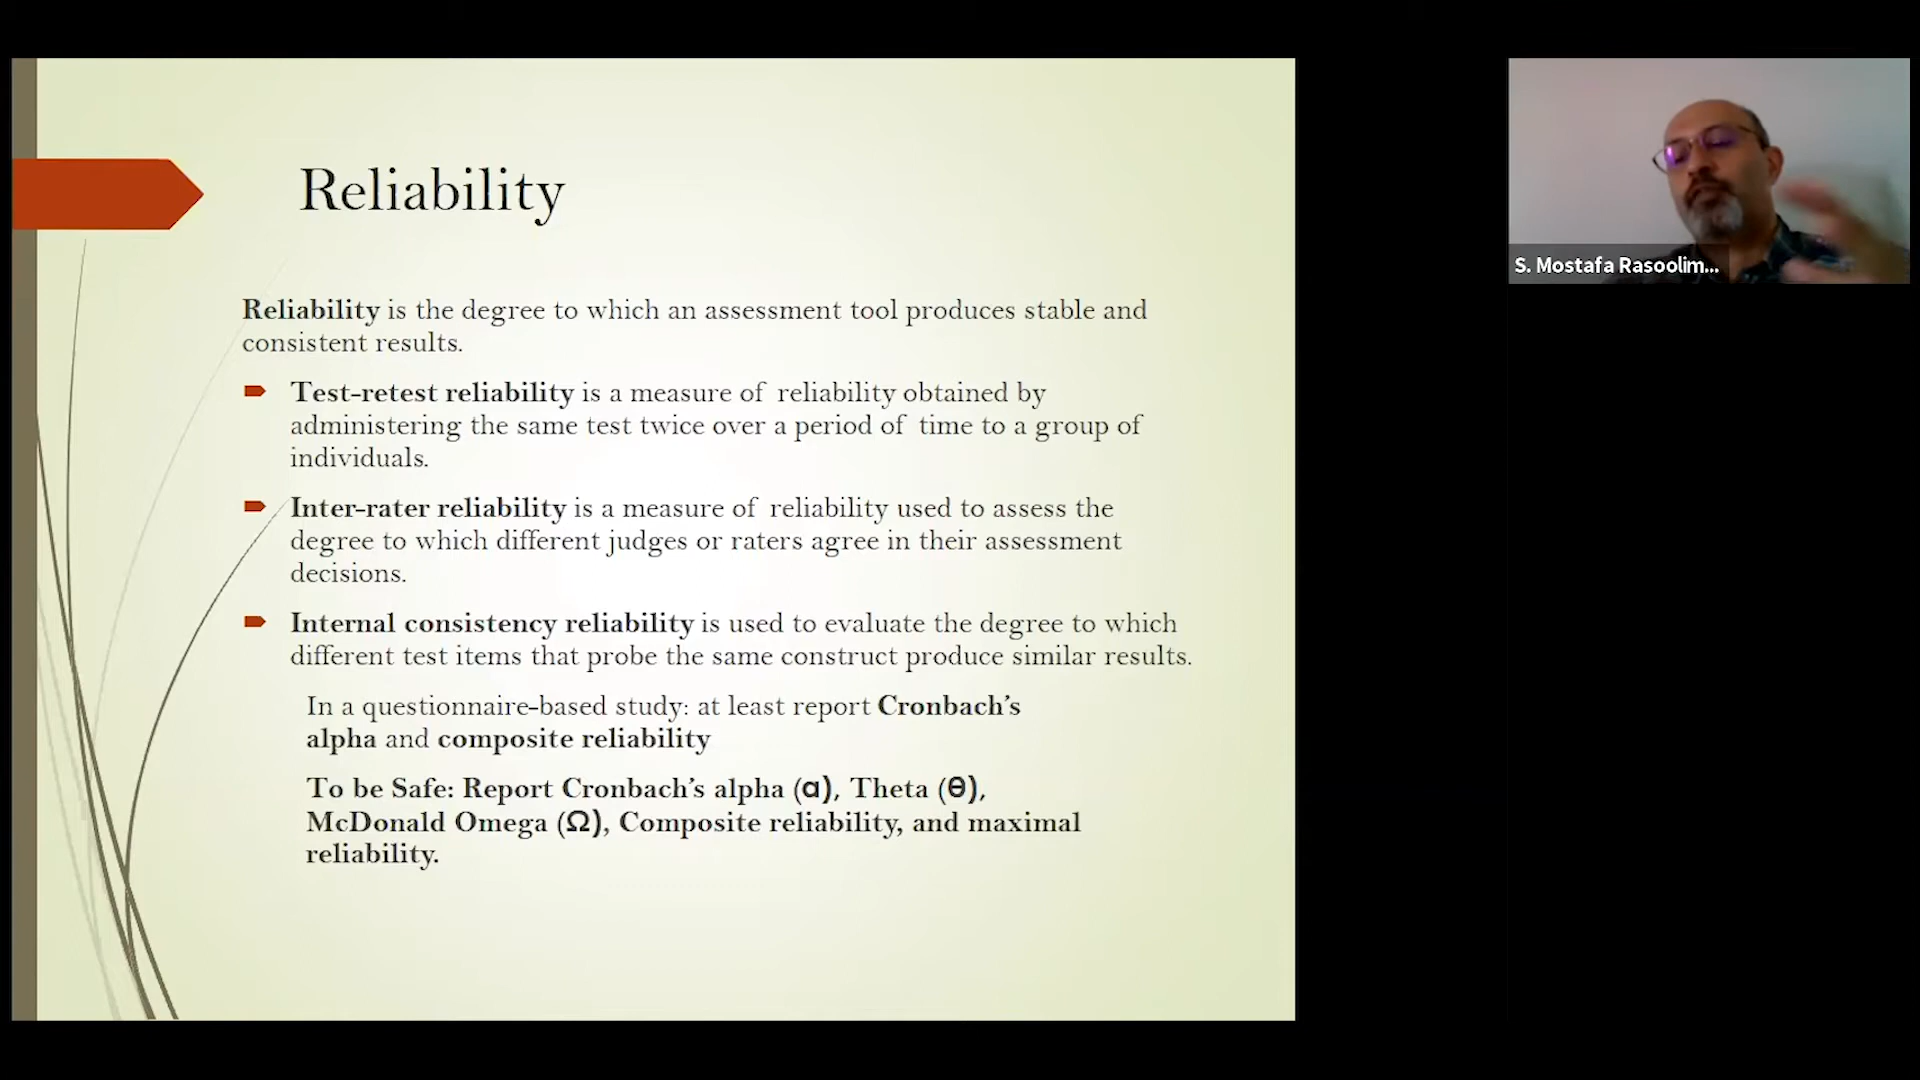 Reliability
Reliability is the degree to which an assessment tool produces stable and
consistent results.
Test-retest reliability is a measure of reliability obtained by
administering the same test twice over a period of time to a group of
individuals.
Inter-rater reliability is a measure of reliability used to assess the
degree to which different judges or raters agree in their assessment
decisions.
Internal consistency reliability is used to evaluate the degree to which
different test items that probe the same construct produce similar results.
In a questionnaire-based study: at least report Cronbach’s
alpha and composite reliability
To be Safe: Report Cronbach’s alpha (α), Theta (θ),
McDonald Omega (Ω), Composite reliability, and maximal
reliability.
S. Mostafa Rasoolim...